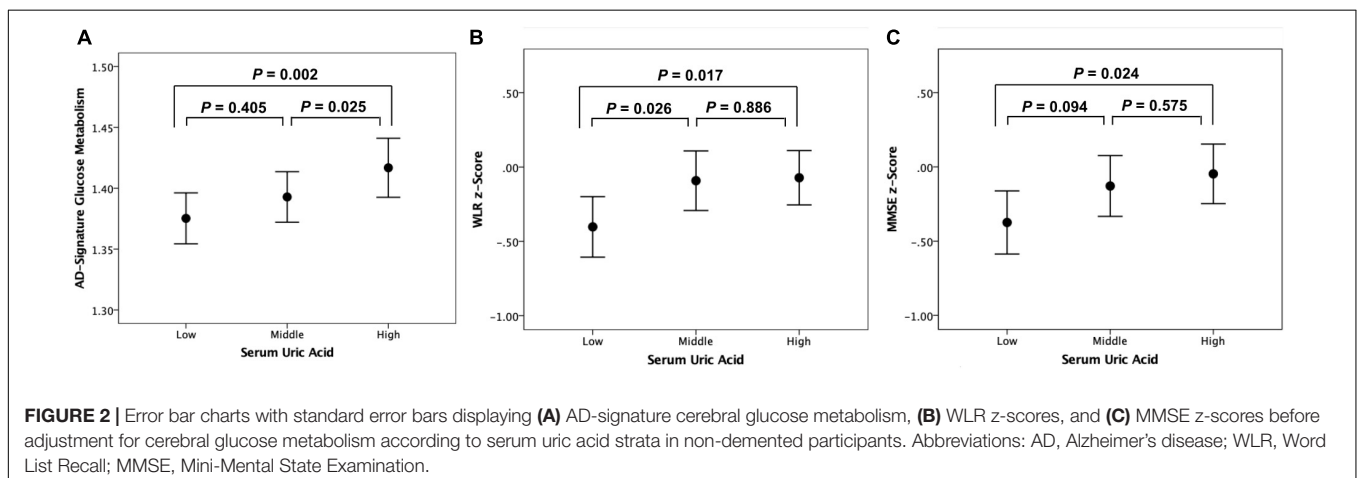 A
AD-Signature Glucose Metabolism
1.50
1.45
1.40
1.35
1.30
P = 0.002
P = 0.405
P = 0.025
Low
Middle
High
Serum Uric Acid
B
WLR z-Score
.50
.00
-.50
-1.00
P = 0.017
P = 0.026
P = 0.886
Low
Middle
High
Serum Uric Acid
C
MMSE z-Score
.50
.00
-.50
-1.00
P = 0.024
P = 0.094
P = 0.575
Low
Middle
High
Serum Uric Acid
FIGURE 2 | Error bar charts with standard error bars displaying (A) AD-signature cerebral glucose metabolism, (B) WLR z-scores, and (C) MMSE z-scores before
adjustment for cerebral glucose metabolism according to serum uric acid strata in non-demented participants. Abbreviations: AD, Alzheimer's disease; WLR, Word
List Recall; MMSE, Mini-Mental State Examination.